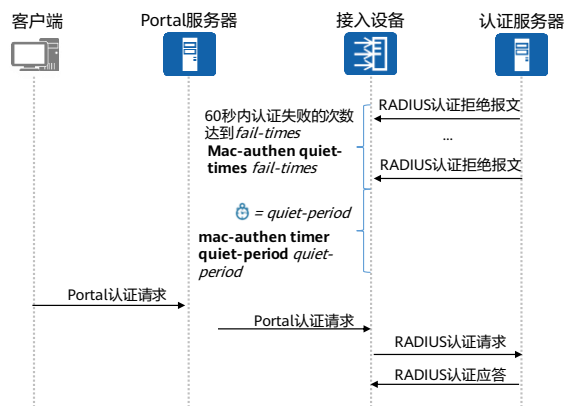 客户端
Portal服务器
接入设备
认证服务器
RADIUS认证拒绝报文
60秒内认证失败的次数
达到fail-times
Mac-authen quiet-
times fail-times
...
RADIUS认证拒绝报文
= quiet-period
mac-authen timer
quiet-period quiet-
period
Portal认证请求
Portal认证请求
RADIUS认证请求
RADIUS认证应答